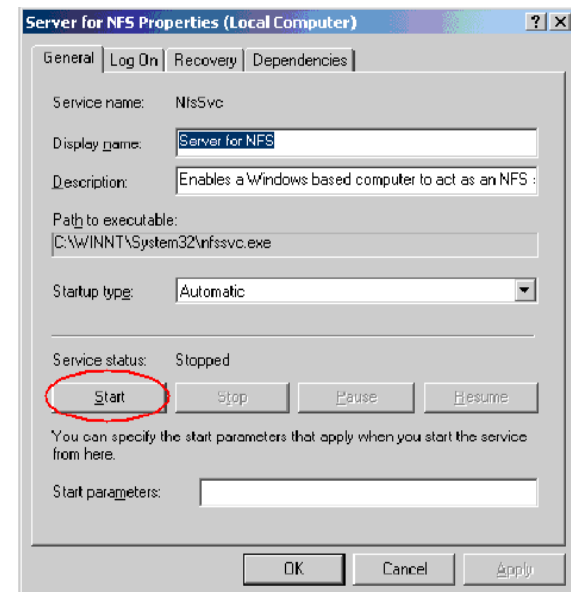 Server for NFS Properties (Local Computer)
General Log On Recovery Dependencies
Service name: NfsSvc
Display name: Server for NFS
Description: Enables a Windows based computer to act as an NFS
Path to executable:
C:\WINNT\System32\nfssvc.exe
Startup type: Automatic
Service status: Stopped
Start Stop Pause Resume
You can specify the start parameters that apply when you start the service
from here.
Start parameters:
OK Cancel Apply